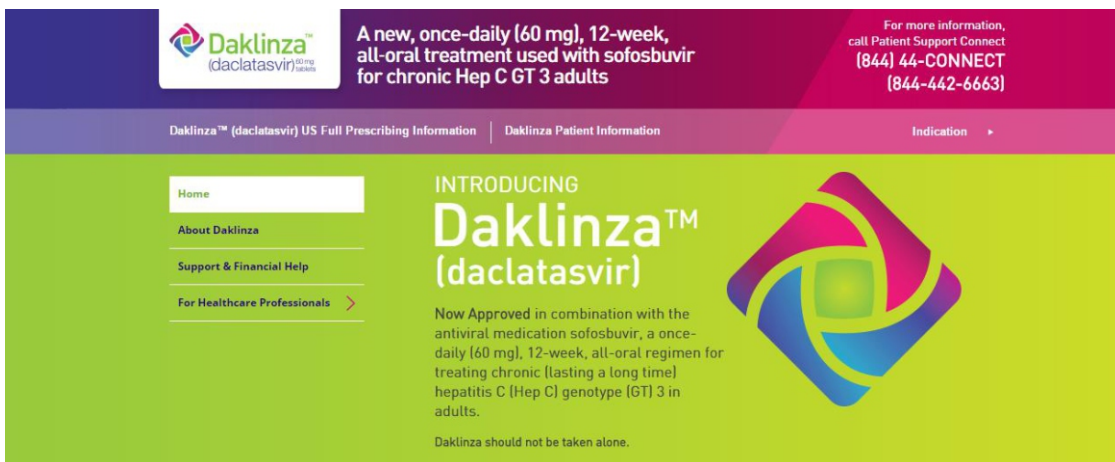 Daklinza™
(daclatasvir) 60 mg tablets
A new, once-daily (60 mg), 12-week,
all-oral treatment used with sofosbuvir
for chronic Hep C GT 3 adults
For more information,
call Patient Support Connect
(844) 44-CONNECT
(844-442-6663)
Daklinza™ (daclatasvir) US Full Prescribing Information
Daklinza Patient Information
Indication
Home
About Daklinza
Support & Financial Help
For Healthcare Professionals
INTRODUCING
Daklinza™
(daclatasvir)
Now Approved in combination with the
antiviral medication sofosbuvir, a once-
daily (60 mg), 12-week, all-oral regimen for
treating chronic (lasting a long time)
hepatitis C (Hep C) genotype (GT) 3 in
adults.
Daklinza should not be taken alone.